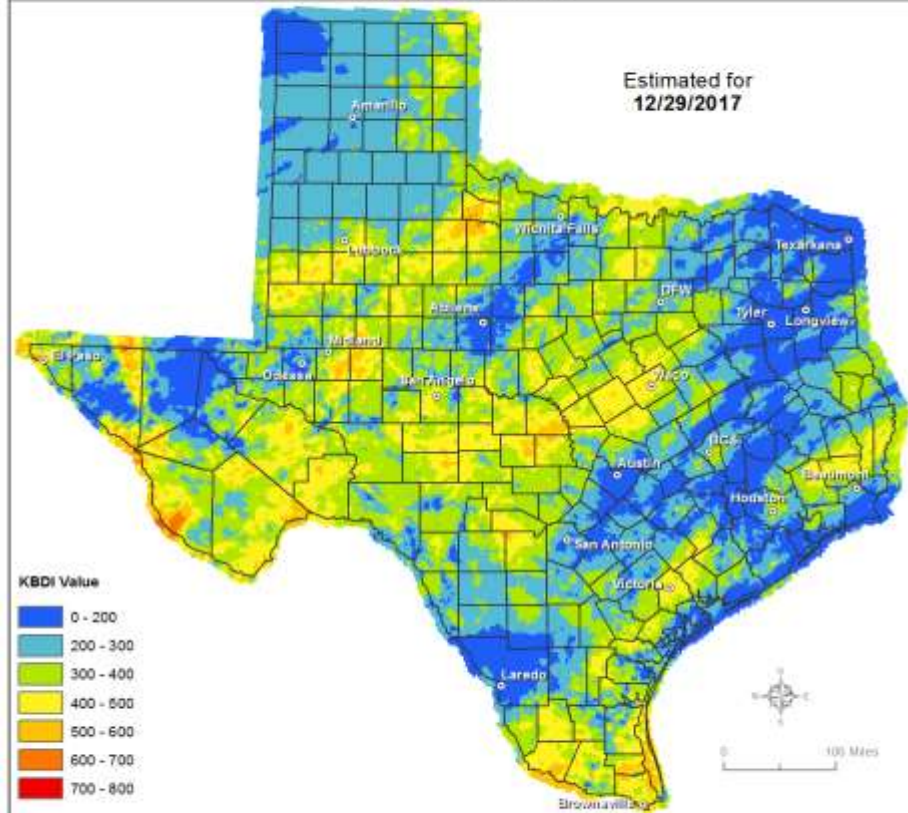 Estimated for
12/29/2017
Amarillo
Wichita Falls
Lubbock
Texarkana
DFW
Abilene
Tyler
Longview
Midland
El Paso
Odessa
San Angelo
Waco
BCS
Austin
Beaumont
Houston
San Antonio
Victoria
KBDI Value
0 - 200
200 - 300
300 - 400
400 - 500
500 - 600
600 - 700
700 - 800
Laredo
0 100 Miles
Brownsville